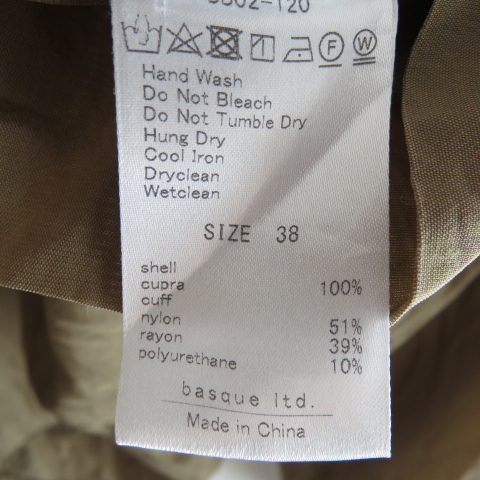 Hand Wash
Do Not Bleach
Do Not Tumble Dry
Hung Dry
Cool Iron
Dryclean
Wetclean
SIZE 38
shell
cupra 100%
cuff
nylon 51%
rayon 39%
polyurethane 10%
basque ltd.
Made in China
F
W